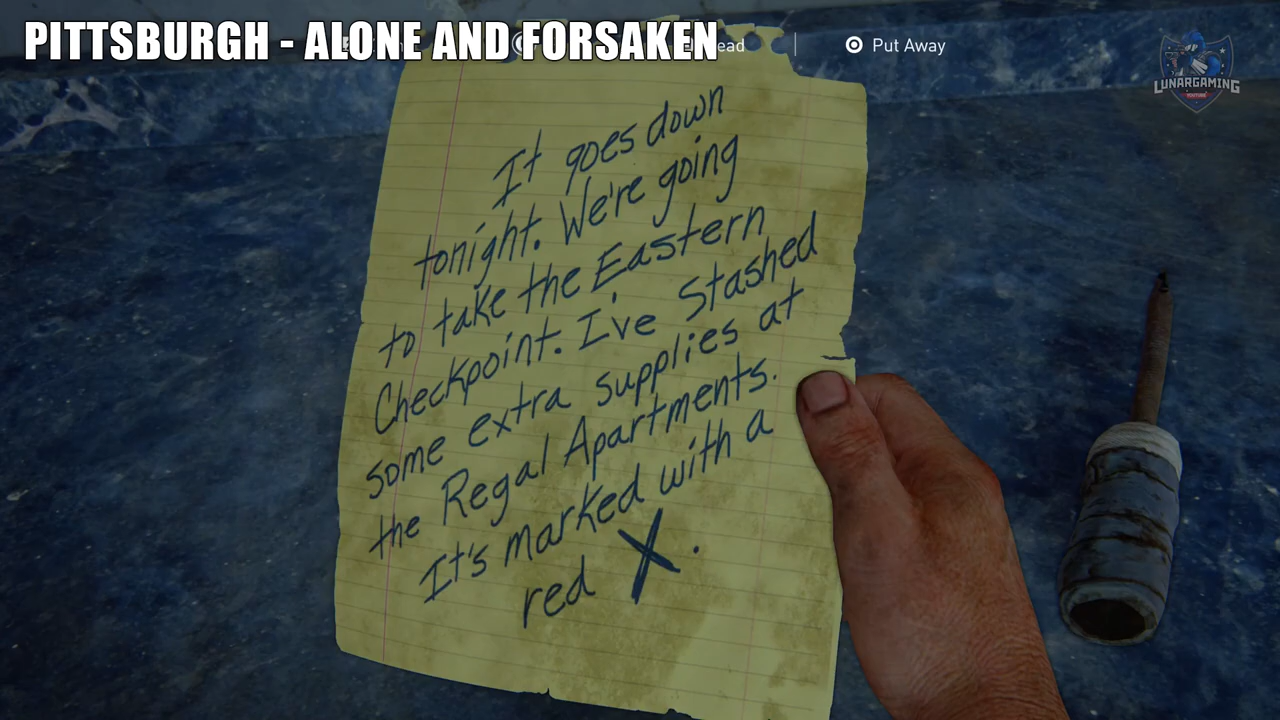 PITTSBURGH - ALONE AND FORSAKEN
Put Away
LUNARGAMING
YOUTUBE
It goes down
tonight. We're going
to take the Eastern
Checkpoint. I've Stashed
some extra supplies at
the Regal Apartments.
It's marked with a
red X.